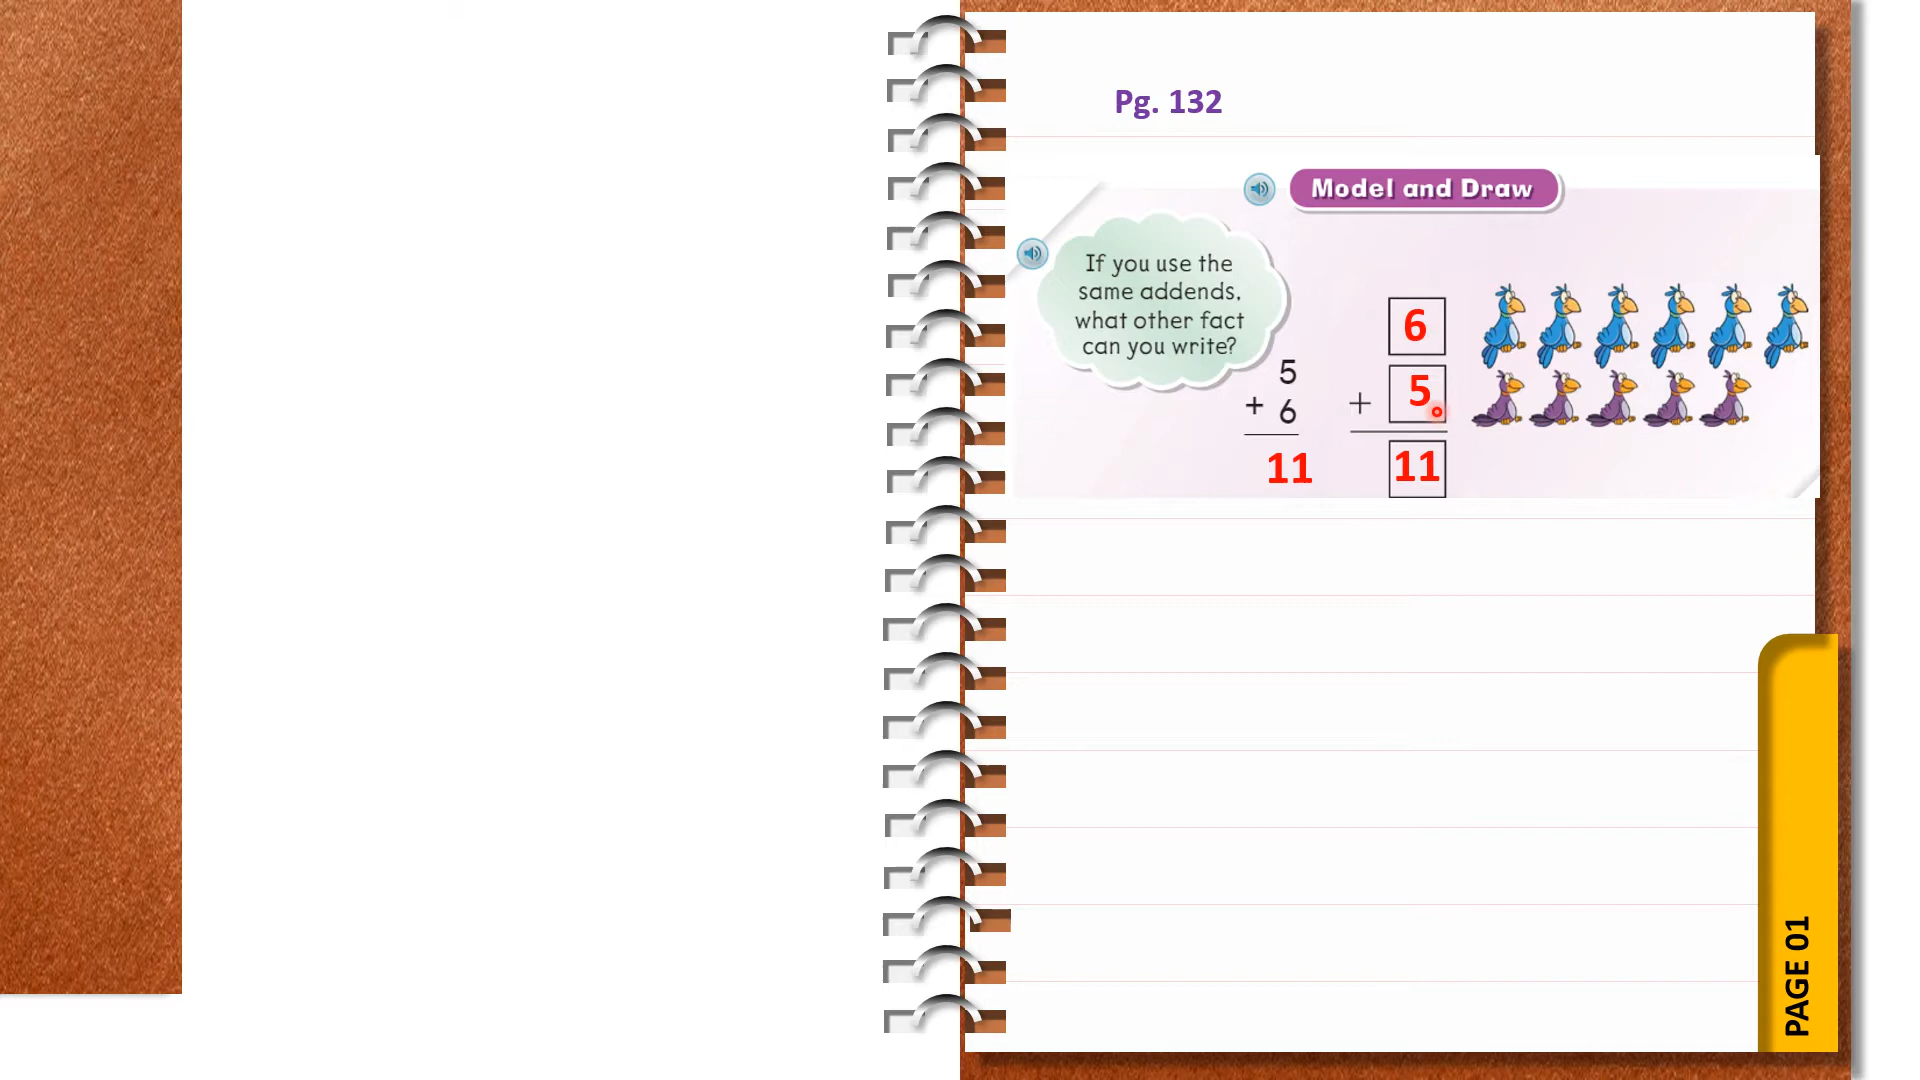 Pg. 132
Model and Draw
If you use the
same addends,
what other fact
can you write?
5
+ 6
11
6
+ 5
11
PAGE 01